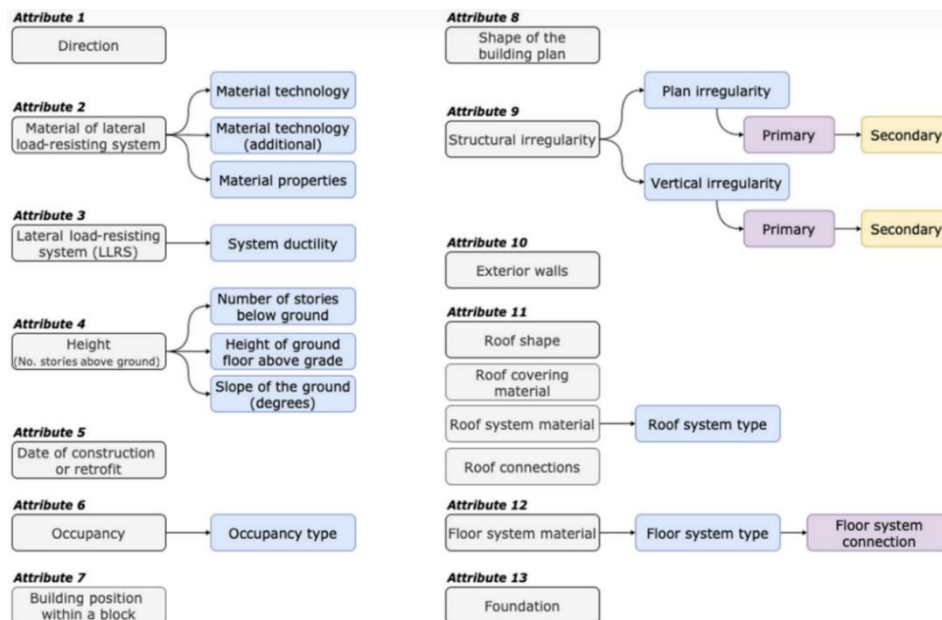 Attribute 1
Direction
Attribute 2
Material of lateral
load-resisting system
Material technology
Material technology
(additional)
Material properties
Attribute 3
Lateral load-resisting
system (LLRS)
System ductility
Attribute 4
Height
(No. stories above ground)
Number of stories
below ground
Height of ground
floor above grade
Slope of the ground
(degrees)
Attribute 5
Date of construction
or retrofit
Attribute 6
Occupancy
Occupancy type
Attribute 7
Building position
within a block
Attribute 8
Shape of the
building plan
Attribute 9
Structural irregularity
Plan irregularity
Primary
Secondary
Vertical irregularity
Primary
Secondary
Attribute 10
Exterior walls
Attribute 11
Roof shape
Roof covering
material
Roof system material
Roof system type
Roof connections
Attribute 12
Floor system material
Floor system type
Floor system
connection
Attribute 13
Foundation